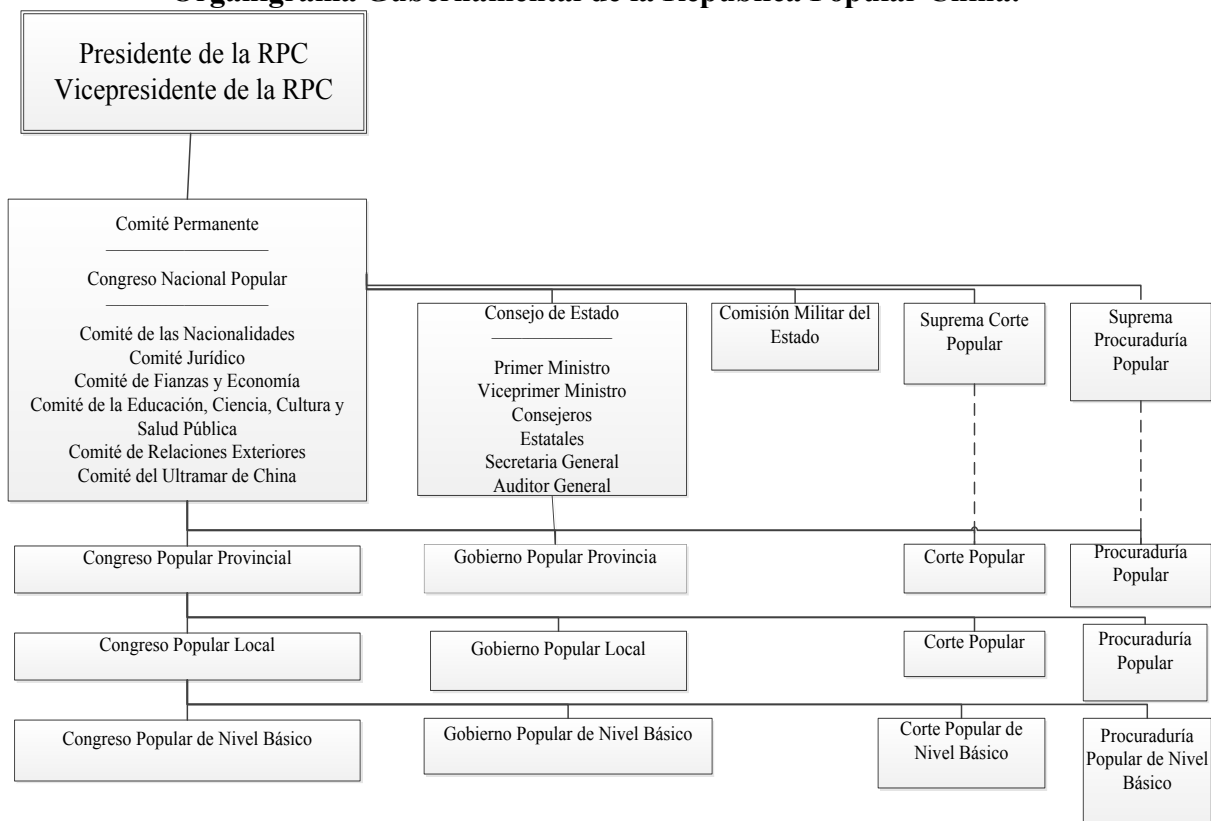 Organigrama Gubernamental de la República Popular China.
Presidente de la RPC
Vicepresidente de la RPC
Comité Permanente
Congreso Nacional Popular
Comité de las Nacionalidades
Comité Jurídico
Comité de Fianzas y Economía
Comité de la Educación, Ciencia, Cultura y
Salud Pública
Comité de Relaciones Exteriores
Comité del Ultramar de China
Consejo de Estado
Primer Ministro
Viceprimer Ministro
Consejeros
Estatales
Secretaria General
Auditor General
Comisión Militar del
Estado
Suprema Corte
Popular
Suprema
Procuraduría
Popular
Congreso Popular Provincial
Gobierno Popular Provincia
Corte Popular
Procuraduría
Popular
Congreso Popular Local
Gobierno Popular Local
Corte Popular
Procuraduría
Popular
Congreso Popular de Nivel Básico
Gobierno Popular de Nivel Básico
Corte Popular de
Nivel Básico
Procuraduría
Popular de Nivel
Básico